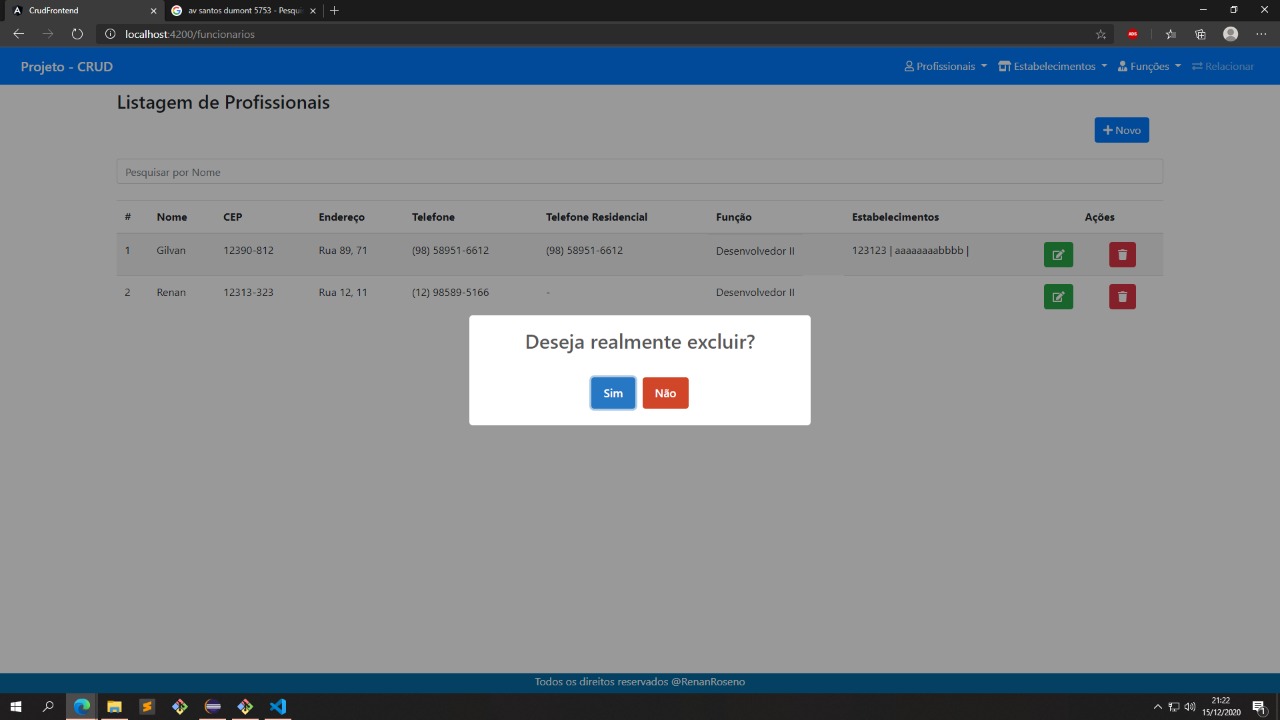 CrudFrontend
av santos dumont 5753 - Pesqui
localhost:4200/funcionarios
Projeto - CRUD
Profissionais
Estabelecimentos
Funções
Relacionar
Listagem de Profissionais
Novo
Pesquisar por Nome
# Nome CEP Endereço Telefone Telefone Residencial Função Estabelecimentos Ações
1 Gilvan 12390-812 Rua 89, 71 (98) 58951-6612 (98) 58951-6612 Desenvolvedor II 123123 | aaaaaaaabbbb |
2 Renan 12313-323 Rua 12, 11 (12) 98589-5166 - Desenvolvedor II
Deseja realmente excluir?
Sim Não
Todos os direitos reservados @RenanRoseno
21:22
15/12/2020